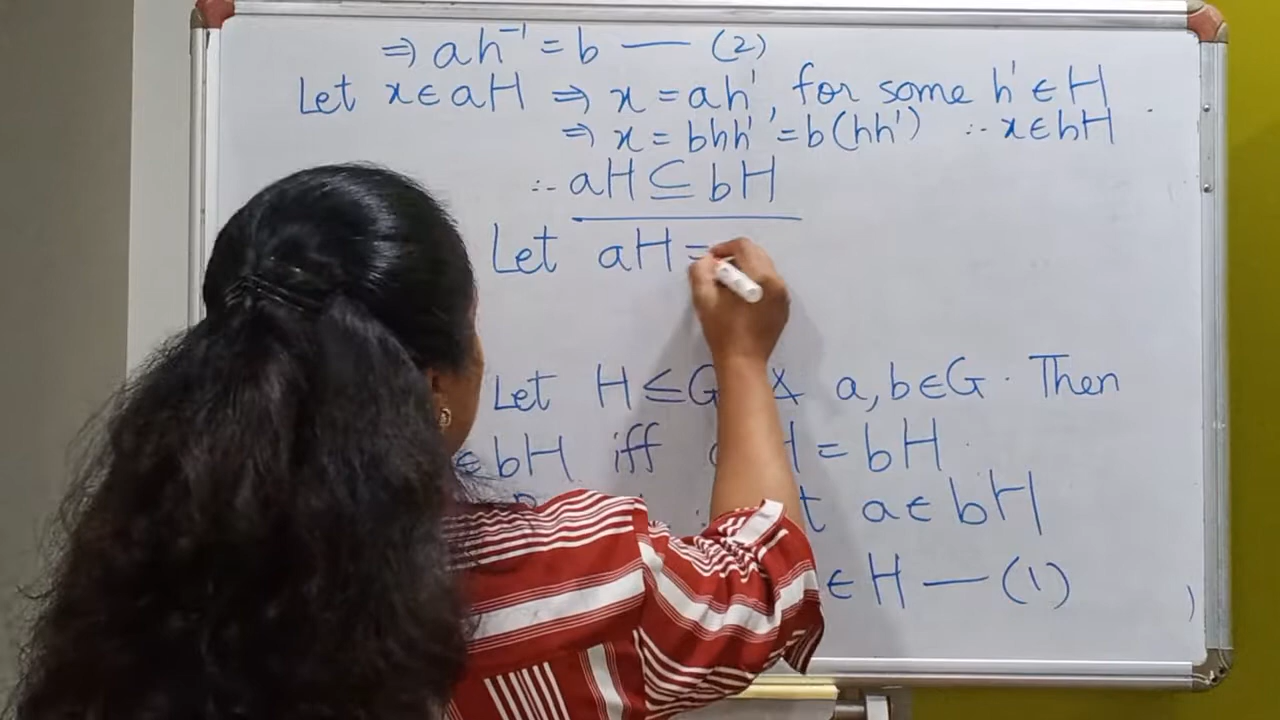 ⇒ ah⁻¹ = b — (2)
Let x ∈ aH ⇒ x = ah', for some h' ∈ H
⇒ x = bhh' = b(hh') ∴ x ∈ bH
∴ aH ⊆ bH
Let aH =
Let H ≤ G & a, b ∈ G. Then
∈ bH iff = bH
a ∈ bH
∈ H — (1)